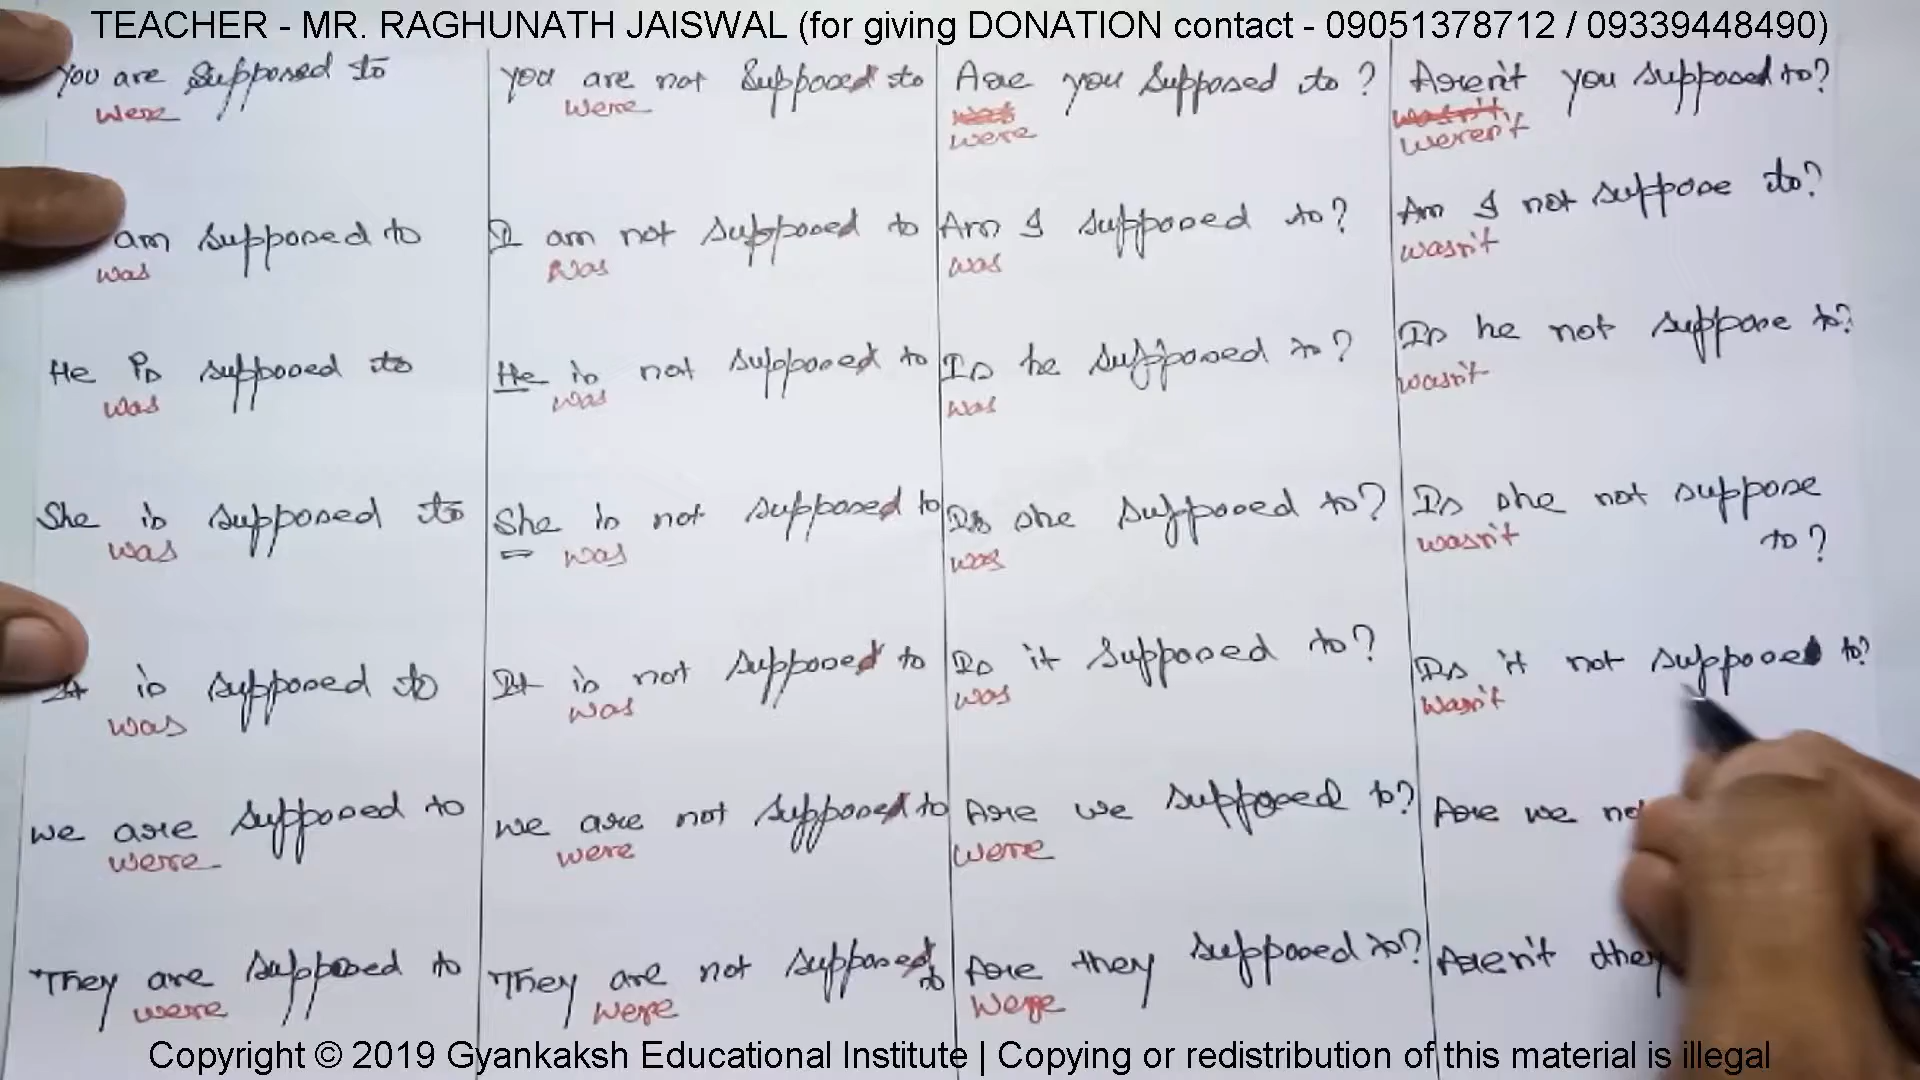 TEACHER - MR. RAGHUNATH JAISWAL (for giving DONATION contact - 09051378712 / 09339448490)
You are supposed to
were
you are not supposed to
were
Are you supposed to ?
were
Aren't you supposed to?
weren't
am supposed to
was
I am not supposed to
was
Am I supposed to?
was
Am I not suppose to?
wasn't
He is supposed to
was
He is not supposed to
was
Is he supposed to?
was
Is he not suppose to?
wasn't
She is supposed to
was
She is not supposed to
was
Is she supposed to?
was
Is she not suppose
to?
wasn't
It is supposed to
was
It is not supposed to
was
Is it supposed to?
was
Is it not supposed to?
wasn't
we are supposed to
were
we are not supposed to
were
Are we supposed to?
were
Are we
They are supposed to
were
They are not supposed
to
were
Are they supposed to?
were
Aren't they
Copyright © 2019 Gyankaksh Educational Institute | Copying or redistribution of this material is illegal